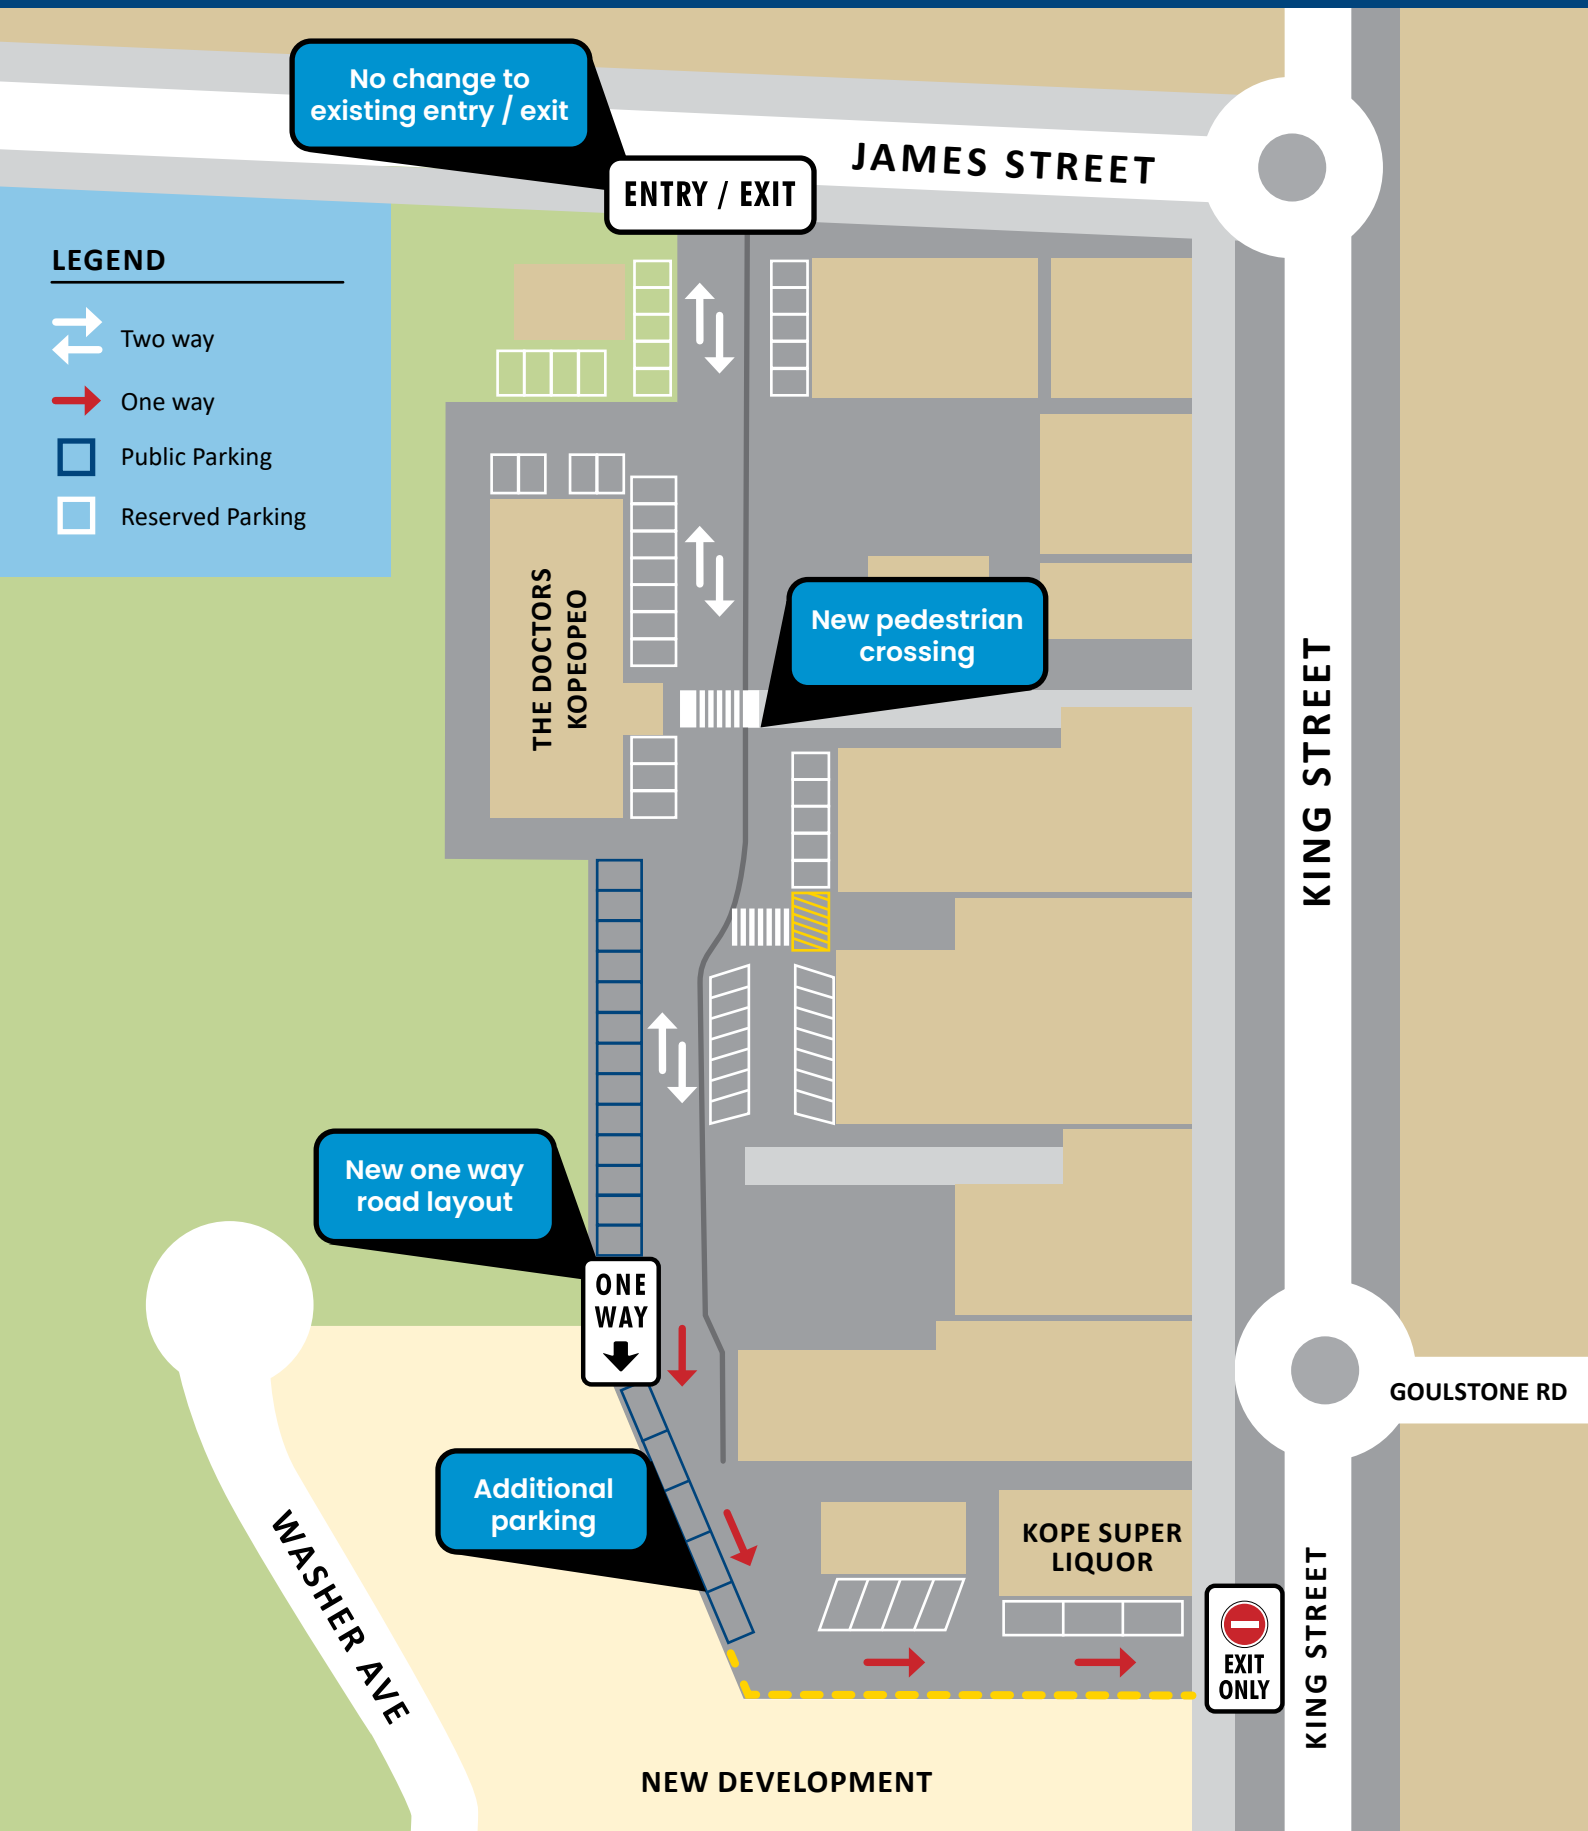 No change to
existing entry / exit
ENTRY / EXIT
JAMES STREET
LEGEND
Two way
One way
Public Parking
Reserved Parking
THE DOCTORS
KOPEOPEO
New pedestrian
crossing
KING STREET
New one way
road layout
ONE
WAY
GOULSTONE RD
Additional
parking
KOPE SUPER
LIQUOR
WASHER AVE
EXIT
ONLY
KING STREET
NEW DEVELOPMENT